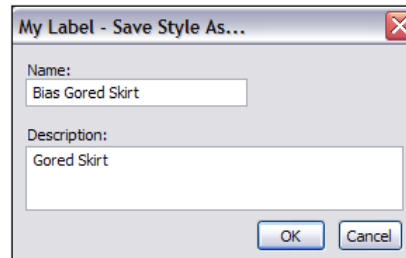 My Label - Save Style As...
Name:
Bias Gored Skirt
Description:
Gored Skirt
OK Cancel